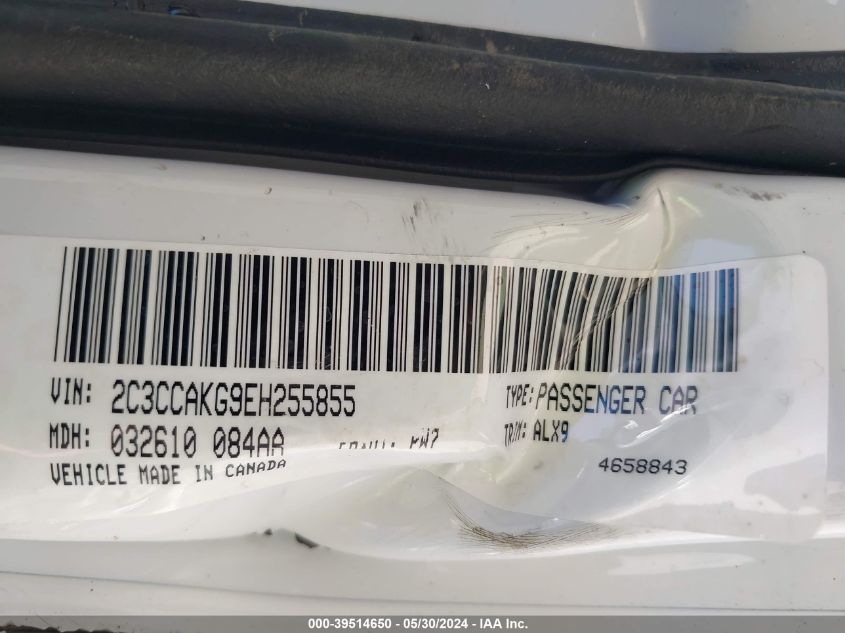 VIN: 2C3CCAKG9EH255855 TYPE: PASSENGER CAR
MDH: 032610 084AA PW7 TRIM: ALX9
VEHICLE MADE IN CANADA 4658843
000-39514650 / 05/30/2024 - IAA Inc.